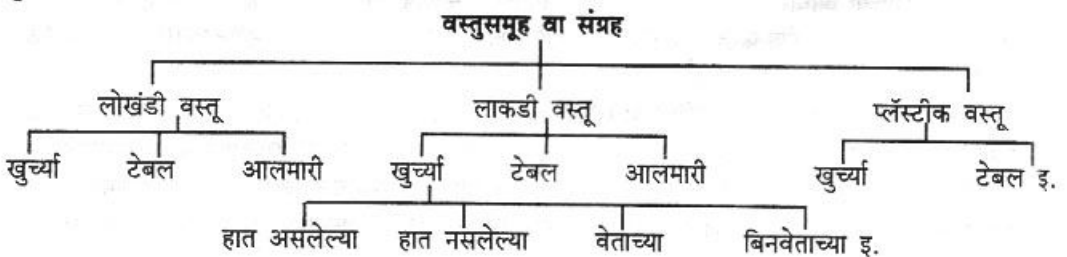 वस्तुसमूह वा संग्रह
लोखंडी वस्तू लाकडी वस्तू प्लॅस्टीक वस्तू
खुर्च्या टेबल आलमारी खुर्च्या टेबल आलमारी खुर्च्या टेबल इ.
हात असलेल्या हात नसलेल्या वेताच्या बिनवेताच्या इ.